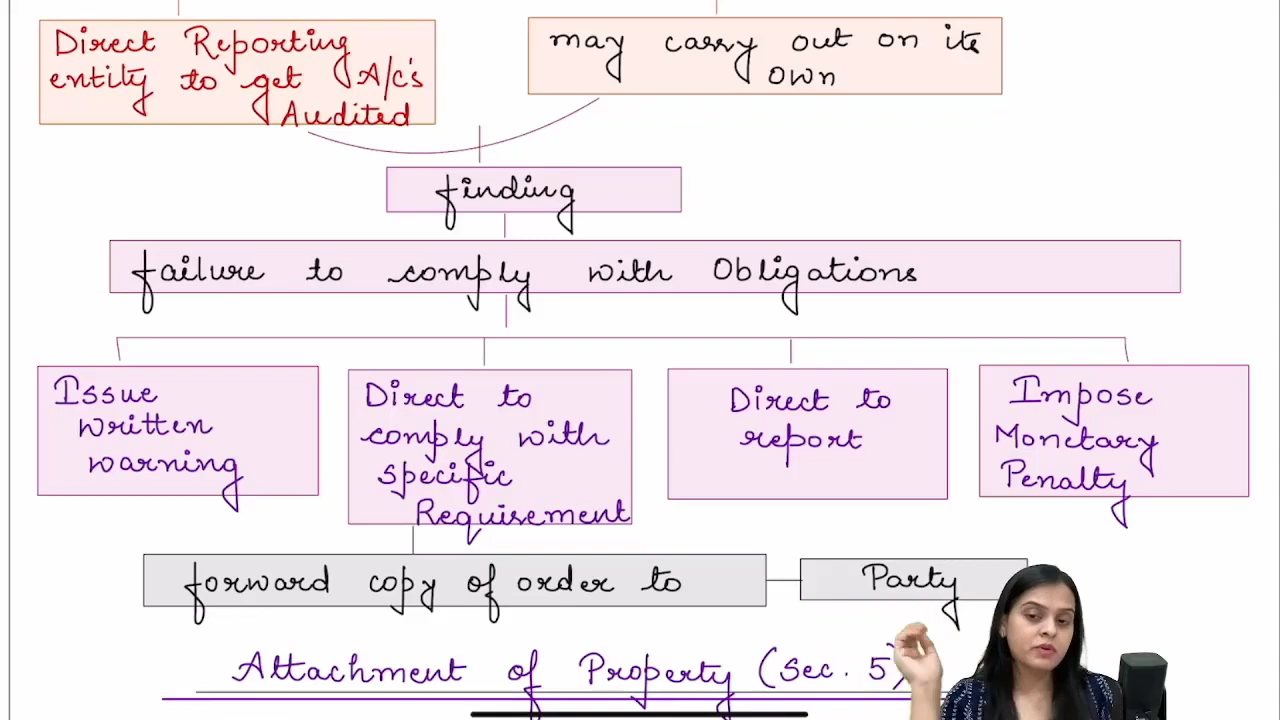 Direct Reporting
entity to get A/c's
Audited
may carry out on its
own
finding
failure to comply with Obligations
Issue
written
warning
Direct to
comply with
specific
Requirement
Direct to
report
Impose
Monetary
Penalty
forward copy of order to
Party
Attachment of Property (Sec. 5)